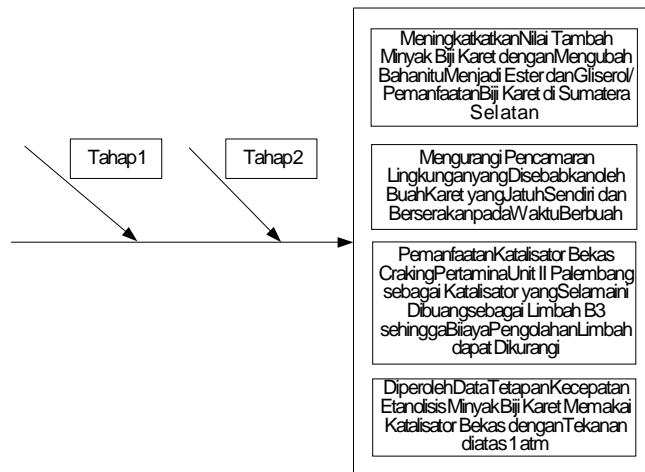 MeningkatkatkanNilai Tambah
Minyak Biji Karet denganMengubah
BahanituMenjadi Ester danGliserol/
PemanfaatanBiji Karet di Sumatera
Selatan
Tahap1
Tahap2
Mengurangi Pencamaran
LingkunganyangDisebabkanoleh
BuahKaret yangJatuhSendiri dan
BerserakanpadaWaktuBerbuah
PemanfaatanKatalisator Bekas
CrakingPertaminaUnit II Palembang
sebagai Katalisator yangSelamaini
Dibuangsebagai Limbah B3
sehinggaBiiayaPengolahanLimbah
dapat Dikurangi
DiperolehDataTetapanKecepatan
EtanolisisMinyakBiji Karet Memakai
Katalisator Bekas denganTekanan
diatas 1 atm